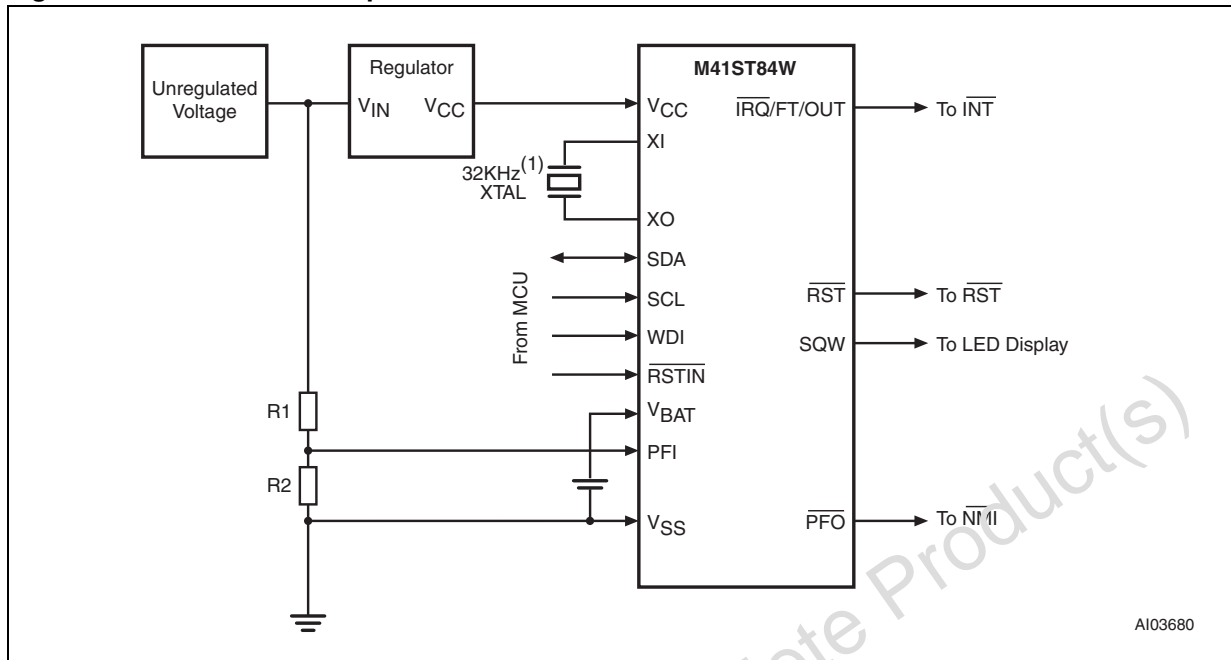 Unregulated
Voltage
Regulator
VIN
VCC
M41ST84W
VCC
IRQ/FT/OUT
To INT
XI
32KHz(1)
XTAL
XO
From MCU
SDA
SCL
RST
To RST
WDI
SQW
To LED Display
RSTIN
R1
VBAT
PFI
R2
VSS
PFO
To NMI
AI03680